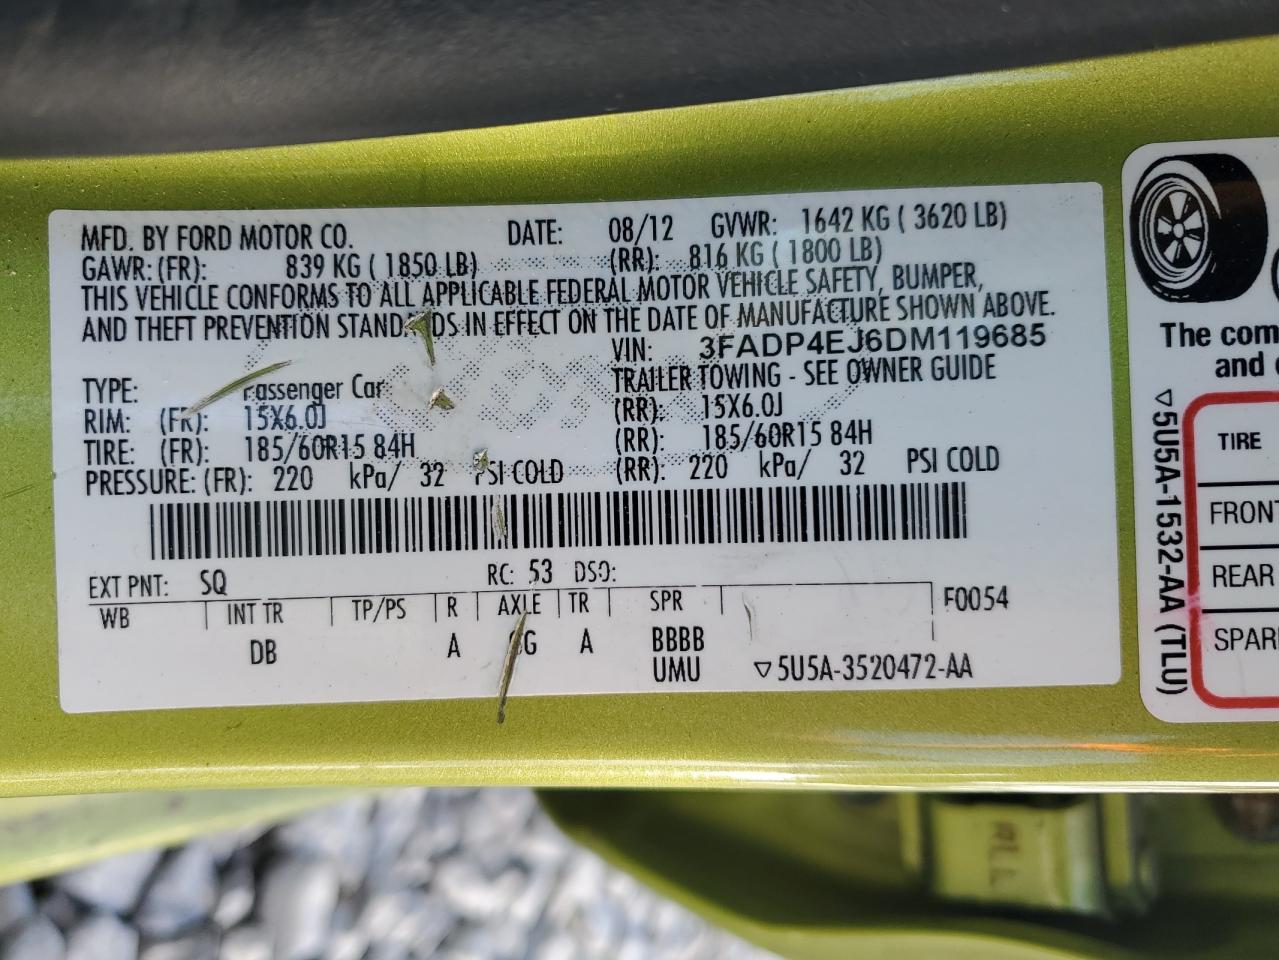 MFD. BY FORD MOTOR CO. DATE: 08/12 GVWR: 1642 KG ( 3620 LB)
GAWR: (FR): 839 KG ( 1850 LB) (RR): 816 KG ( 1800 LB)
THIS VEHICLE CONFORMS TO ALL APPLICABLE FEDERAL MOTOR VEHICLE SAFETY, BUMPER,
AND THEFT PREVENTION STANDARDS IN EFFECT ON THE DATE OF MANUFACTURE SHOWN ABOVE.
VIN: 3FADP4EJ6DM119685
TYPE: Passenger Car TRAILER TOWING - SEE OWNER GUIDE
RIM: (FR): 15X6.0J (RR): 15X6.0J
TIRE: (FR): 185/60R15 84H (RR): 185/60R15 84H
PRESSURE: (FR): 220 kPa/ 32 PSI COLD (RR): 220 kPa/ 32 PSI COLD
EXT PNT: SQ RC: 53 DSO:
WB INT TR TP/PS R AXLE TR SPR F0054
DB A G A BBBB
UMU ▽5U5A-3520472-AA
The com
and
▽5U5A-1532-AA (TLU)
TIRE
FRONT
REAR
SPAR